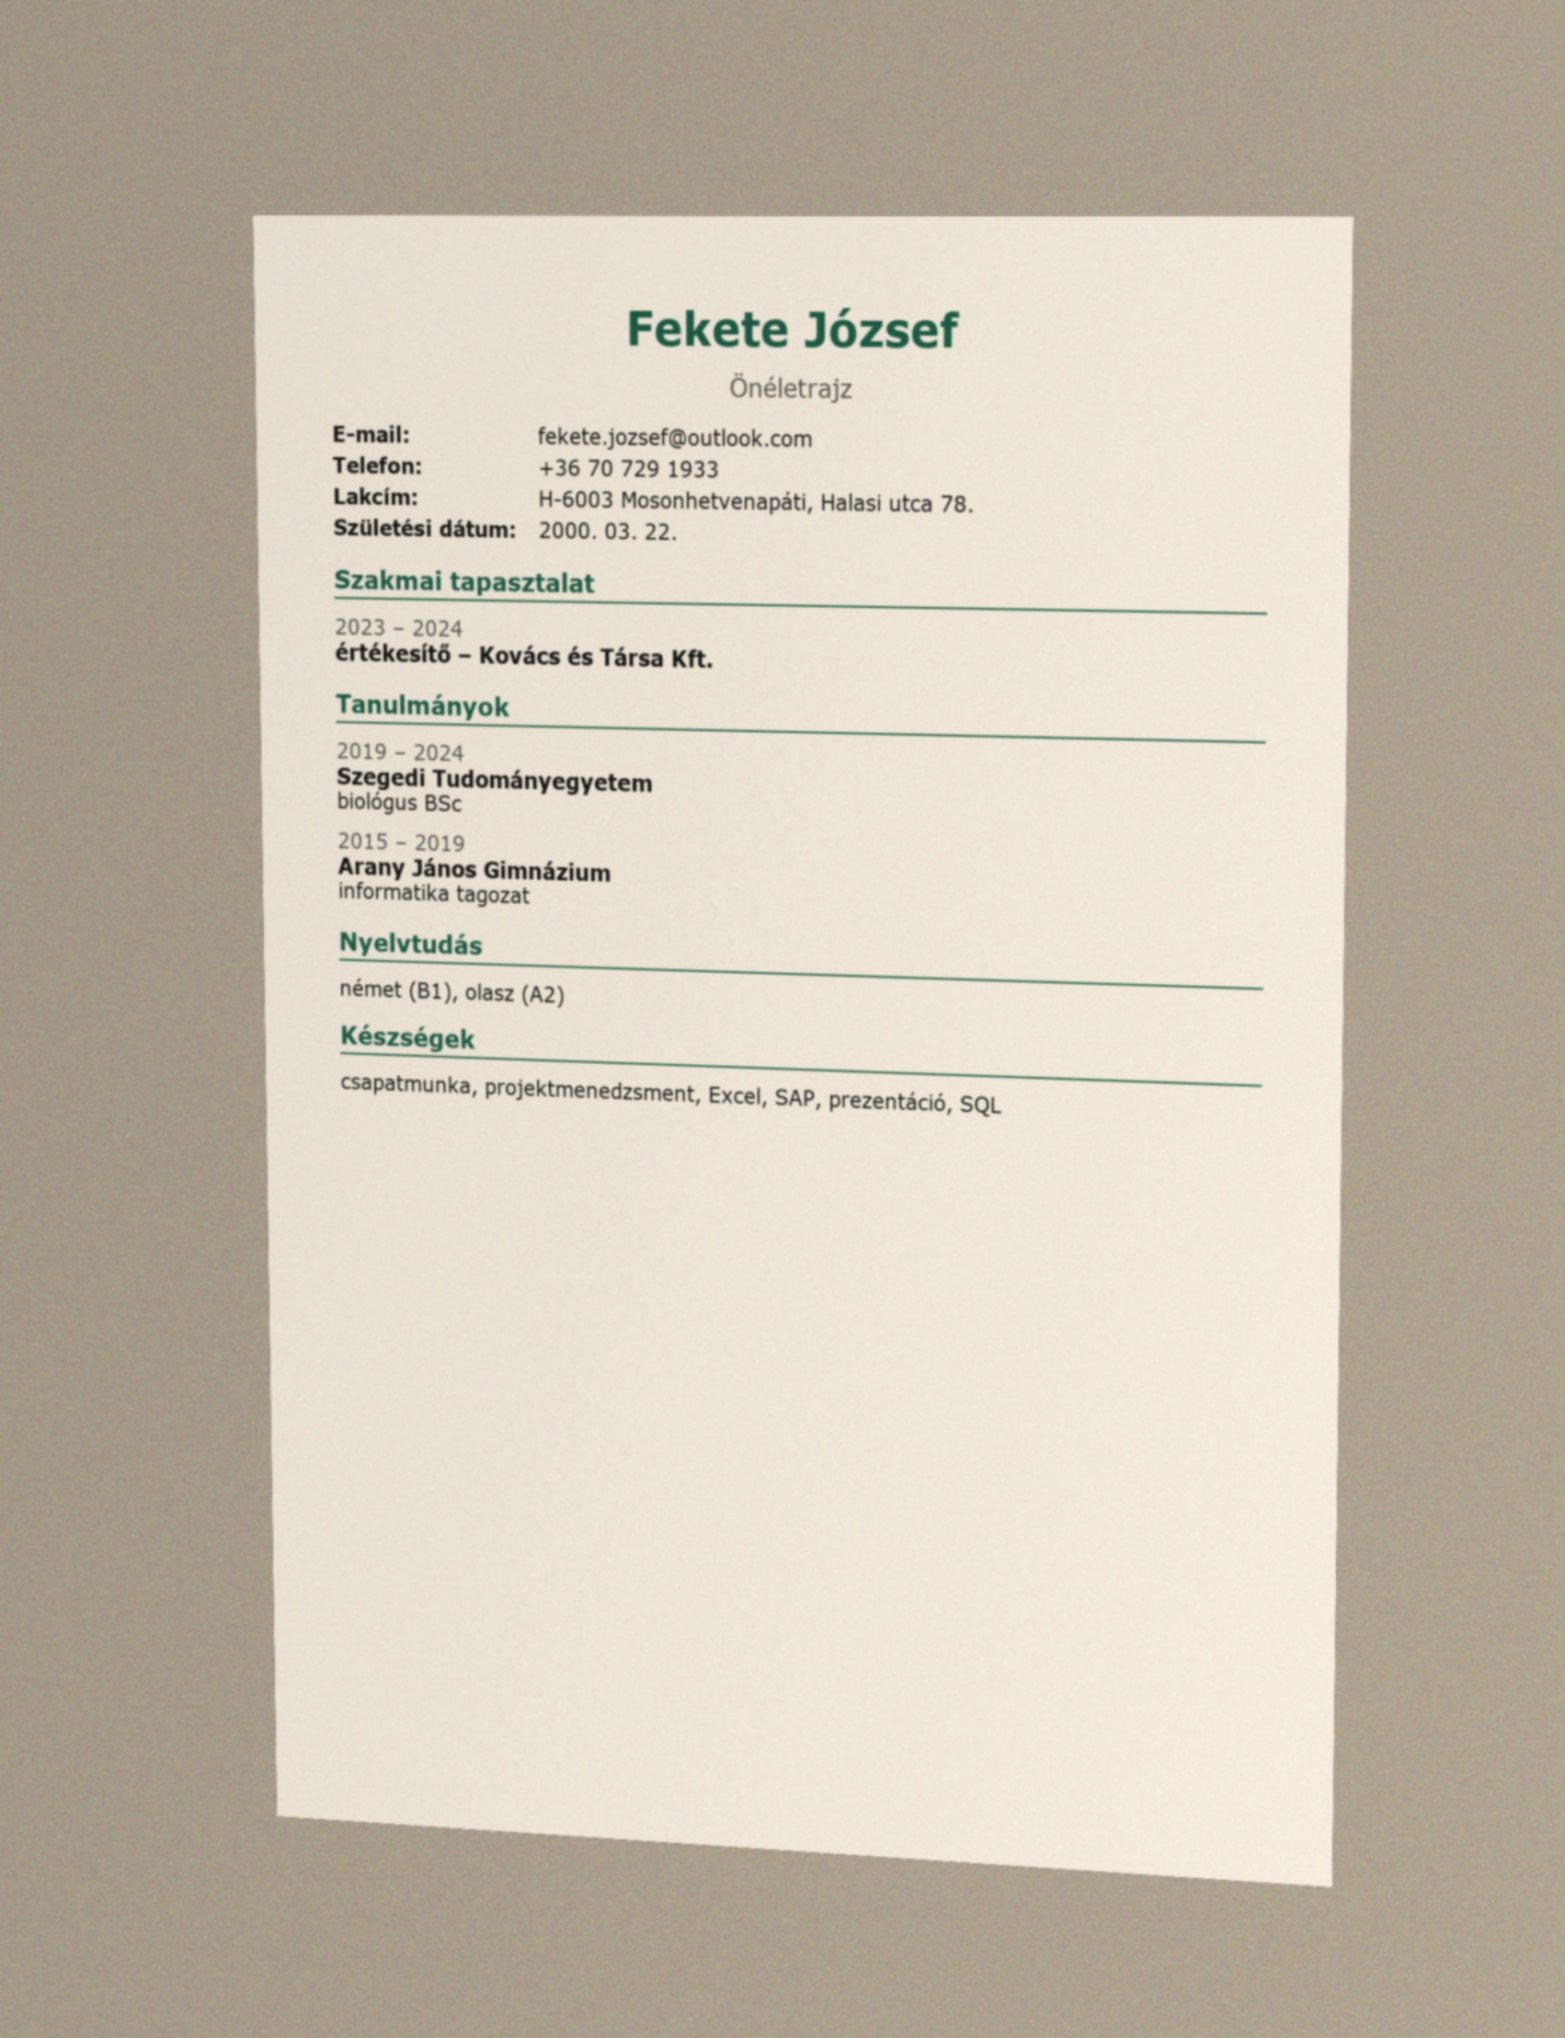 Fekete József
Önéletrajz
E-mail: fekete.jozsef@outlook.com
Telefon: +36 70 729 1933
Lakcím: H-6003 Mosonhetvenapáti, Halasi utca 78.
Születési dátum: 2000. 03. 22.
Szakmai tapasztalat
2023 – 2024
értékesítő – Kovács és Társa Kft.
Tanulmányok
2019 – 2024
Szegedi Tudományegyetem
biológus BSc
2015 – 2019
Arany János Gimnázium
informatika tagozat
Nyelvtudás
német (B1), olasz (A2)
Készségek
csapatmunka, projektmenedzsment, Excel, SAP, prezentáció, SQL